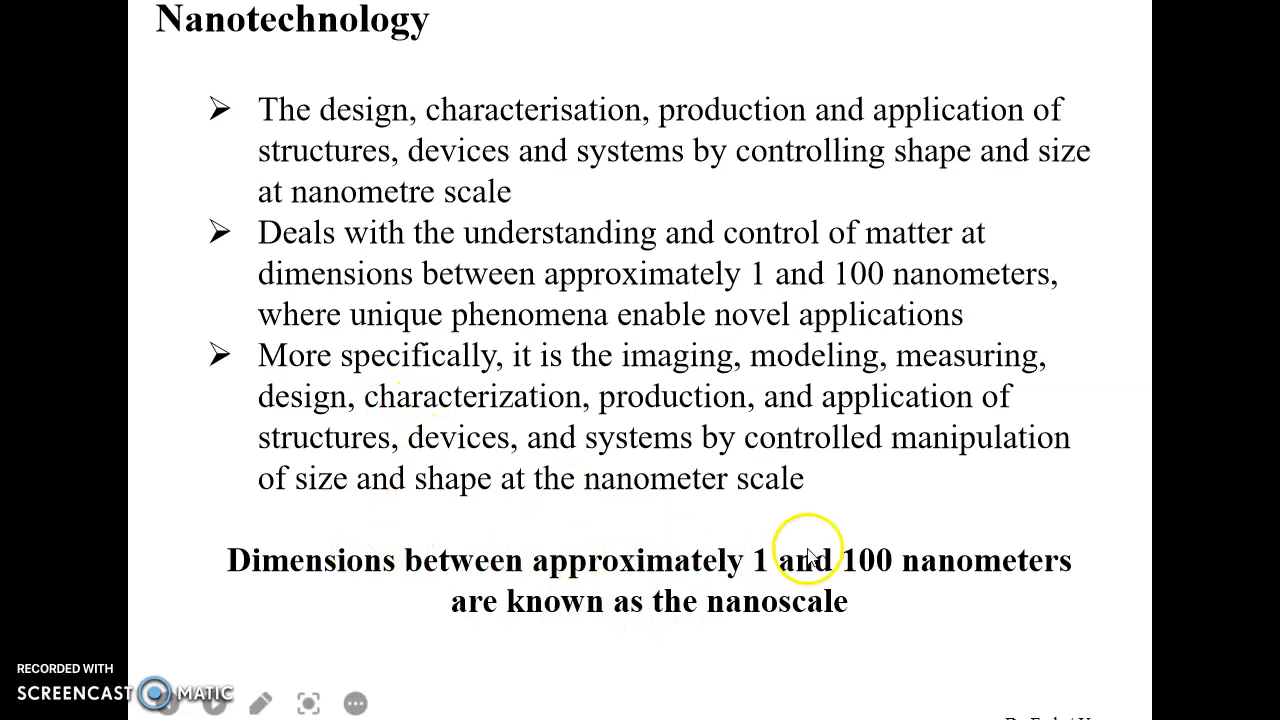 Nanotechnology
The design, characterisation, production and application of
structures, devices and systems by controlling shape and size
at nanometre scale
Deals with the understanding and control of matter at
dimensions between approximately 1 and 100 nanometers,
where unique phenomena enable novel applications
More specifically, it is the imaging, modeling, measuring,
design, characterization, production, and application of
structures, devices, and systems by controlled manipulation
of size and shape at the nanometer scale
Dimensions between approximately 1 and 100 nanometers
are known as the nanoscale
RECORDED WITH
SCREENCAST MATIC